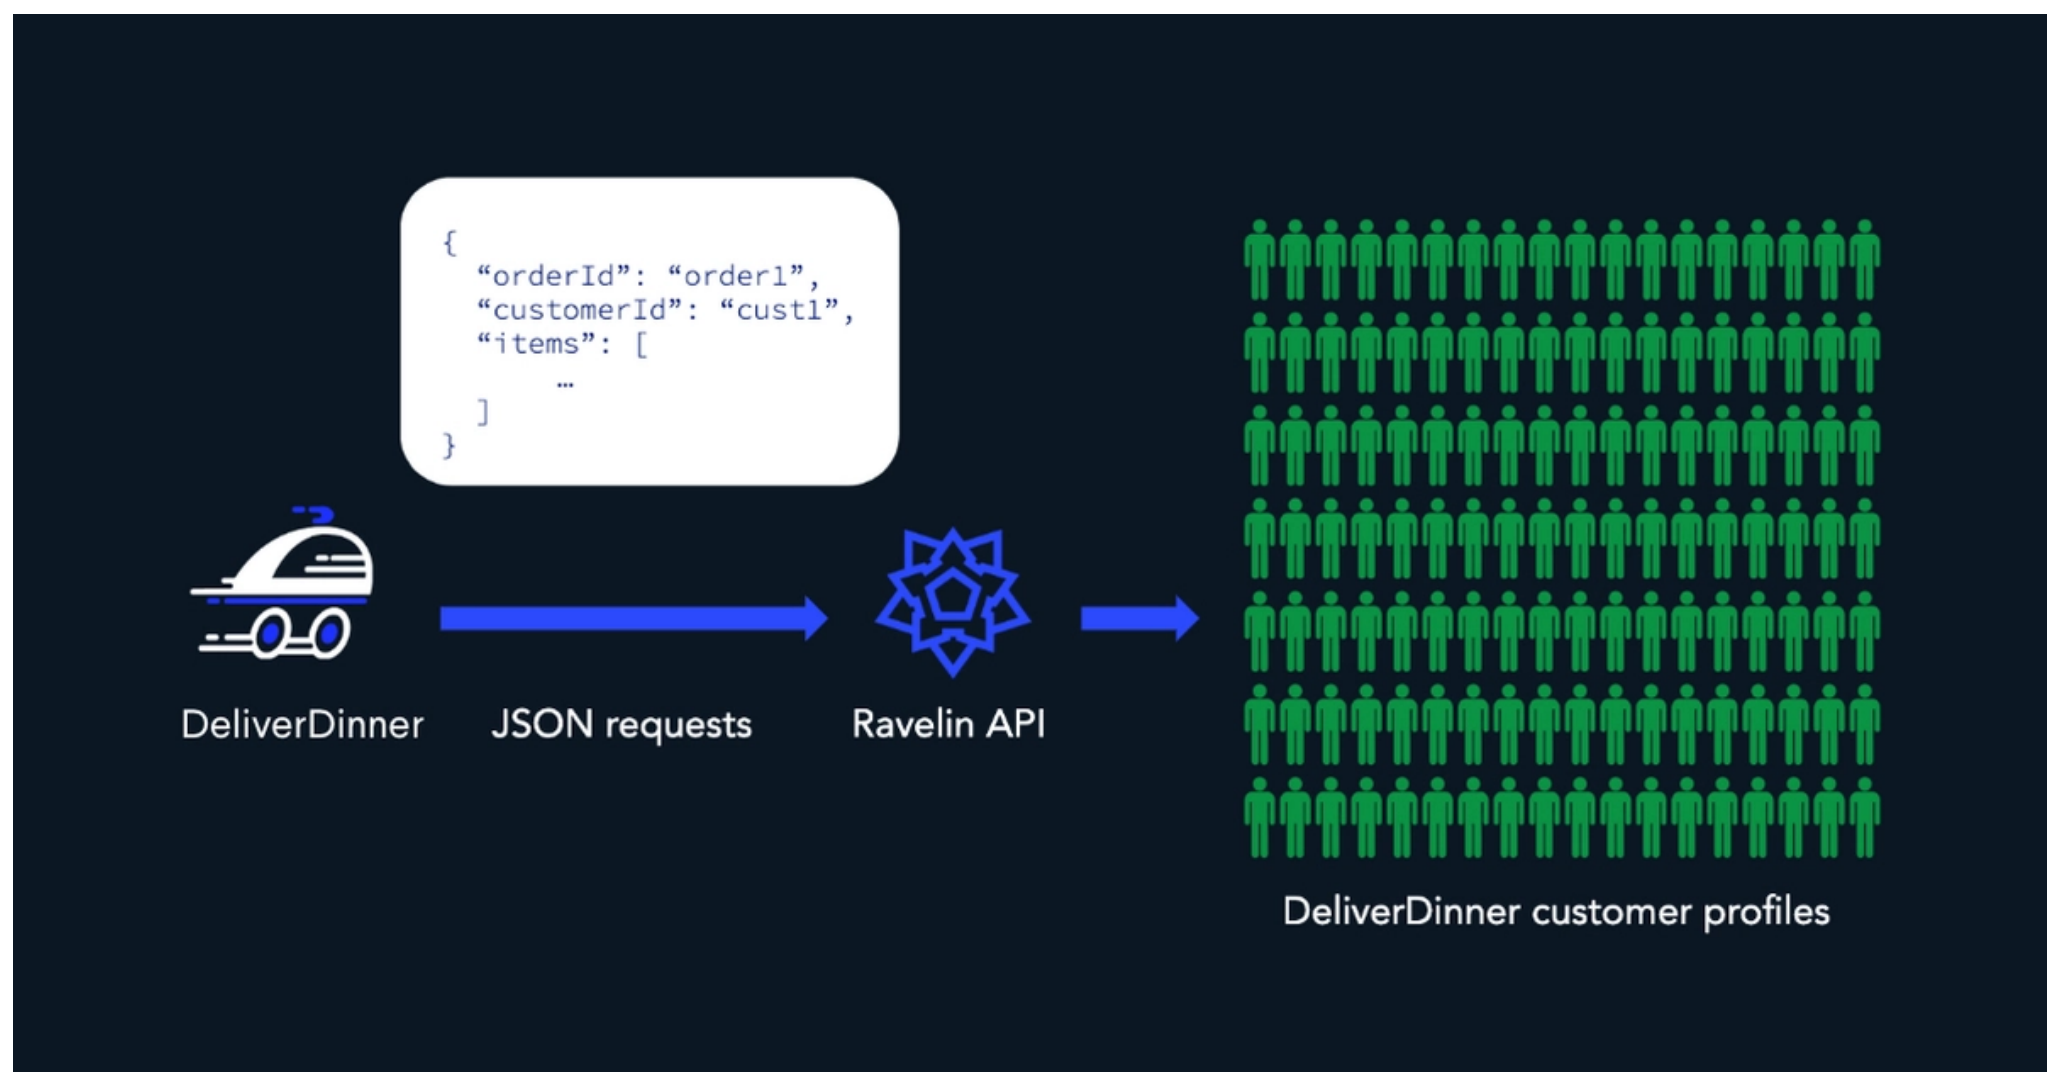 {
“orderId”: “order1”,
“customerId”: “cust1”,
“items”: [
…
]
}
DeliverDinner
JSON requests
Ravelin API
DeliverDinner customer profiles